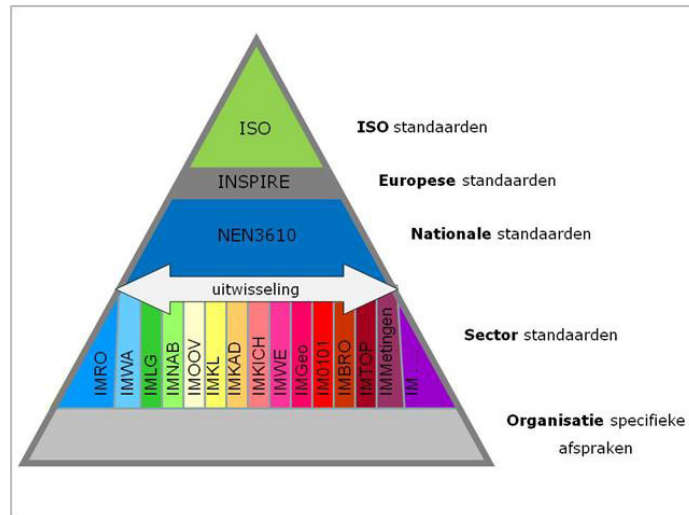 ISO
ISO standaarden
INSPIRE
Europese standaarden
NEN3610
Nationale standaarden
uitwisseling
Sector standaarden
IMRO
IMWA
IMLG
IMNAB
IMOOV
IMKL
IMKAD
IMKICH
IMWE
IMGeo
IM0101
IMBRO
IMTOP
IMMetingen
IM
Organisatie specifieke
afspraken